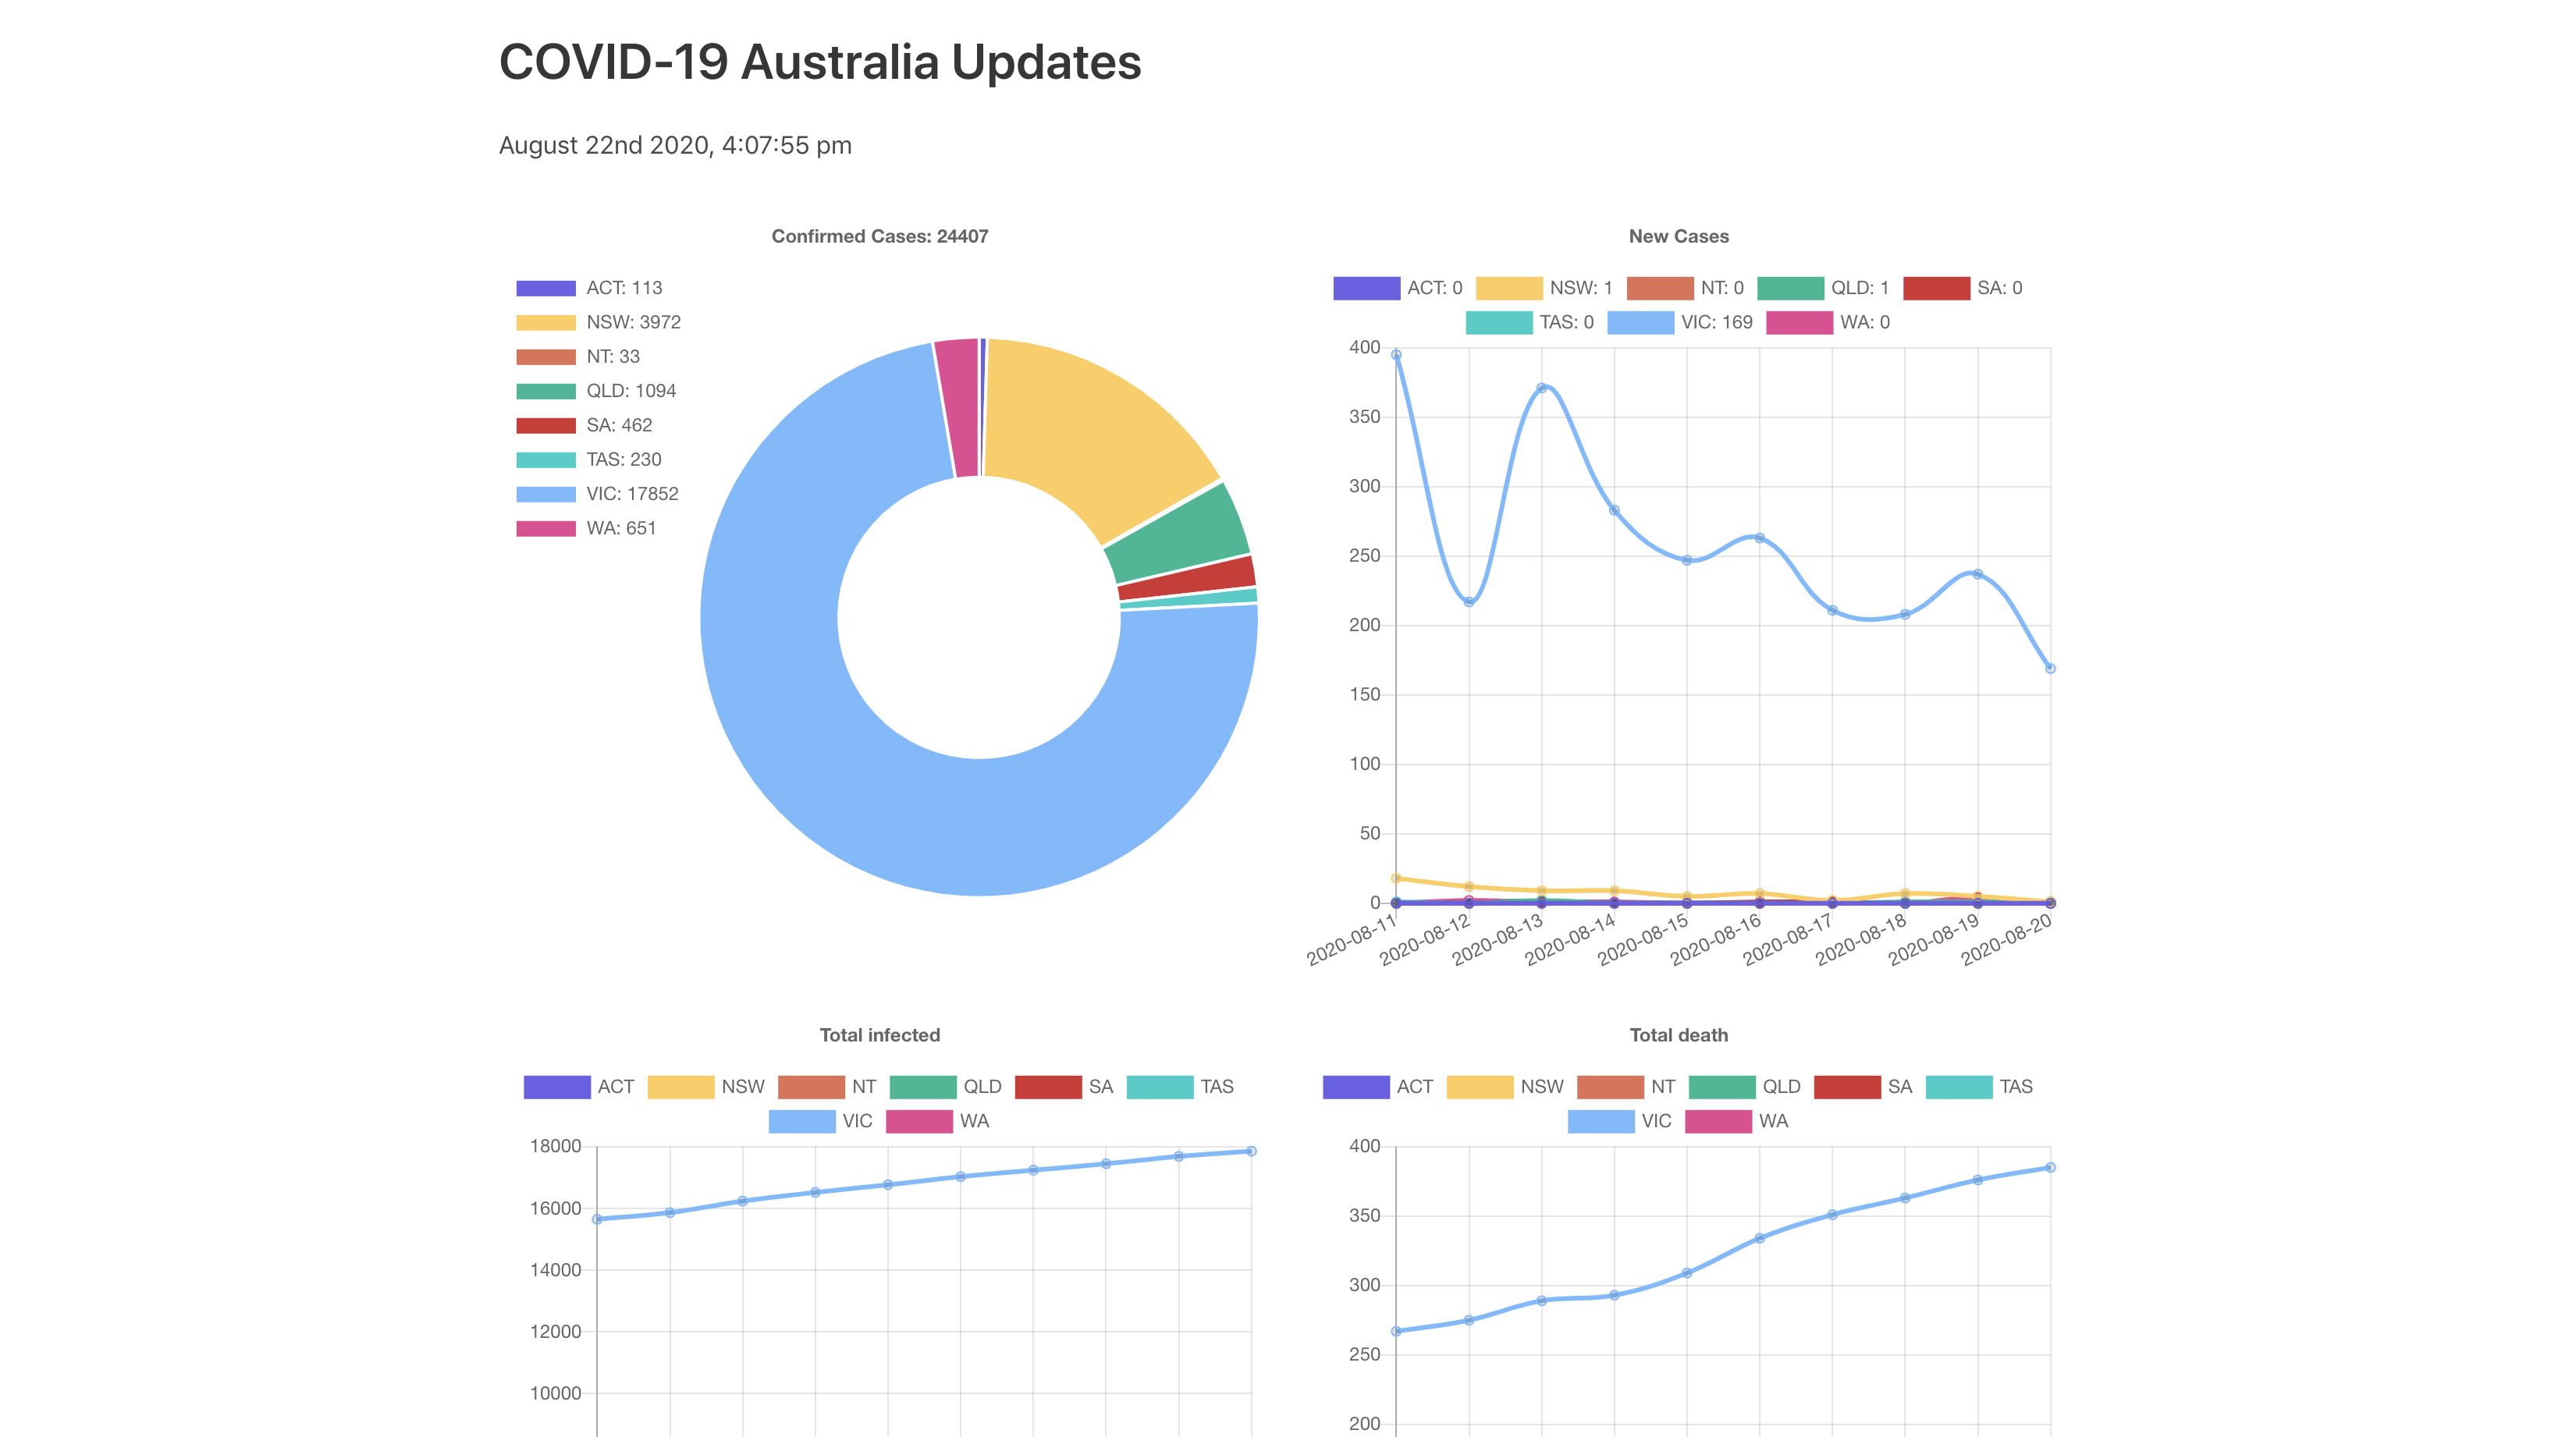 COVID-19 Australia Updates
August 22nd 2020, 4:07:55 pm
Confirmed Cases: 24407
ACT: 113
NSW: 3972
NT: 33
QLD: 1094
SA: 462
TAS: 230
VIC: 17852
WA: 651
New Cases
ACT: 0 NSW: 1 NT: 0 QLD: 1 SA: 0
TAS: 0 VIC: 169 WA: 0
400
350
300
250
200
150
100
50
0
2020-08-11 2020-08-12 2020-08-13 2020-08-14 2020-08-15 2020-08-16 2020-08-17 2020-08-18 2020-08-19 2020-08-20
Total infected
ACT NSW NT QLD SA TAS
VIC WA
18000
16000
14000
12000
10000
Total death
ACT NSW NT QLD SA TAS
VIC WA
400
350
300
250
200